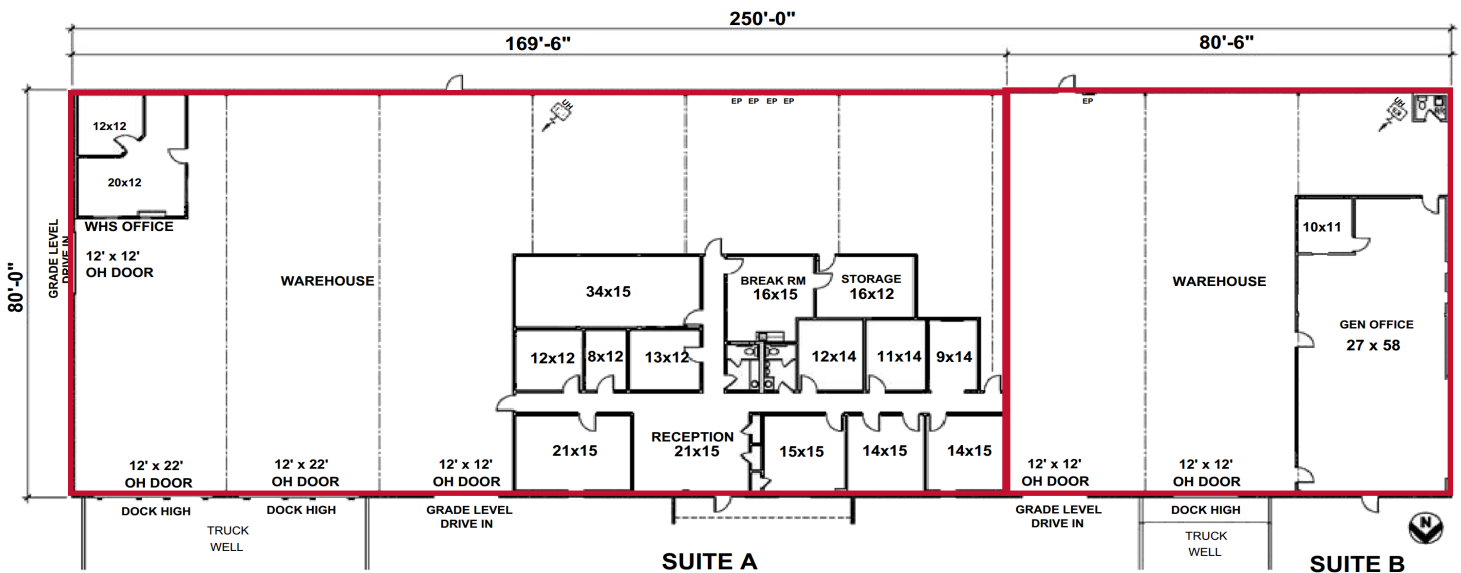 250'-0"
169'-6"
80'-6"
80'-0"
UH
EP EP EP EP
EP
UH
12x12
20x12
WHS OFFICE
GRADE LEVEL
DRIVE IN
12' x 12'
OH DOOR
WAREHOUSE
34x15
BREAK RM
16x15
STORAGE
16x12
12x12
8x12
13x12
12x14
11x14
9x14
21x15
RECEPTION
21x15
15x15
14x15
14x15
WAREHOUSE
10x11
GEN OFFICE
27 x 58
12' x 22'
OH DOOR
12' x 22'
OH DOOR
12' x 12'
OH DOOR
12' x 12'
OH DOOR
12' x 12'
OH DOOR
DOCK HIGH
DOCK HIGH
GRADE LEVEL
DRIVE IN
GRADE LEVEL
DRIVE IN
DOCK HIGH
TRUCK
WELL
TRUCK
WELL
N
SUITE A
SUITE B